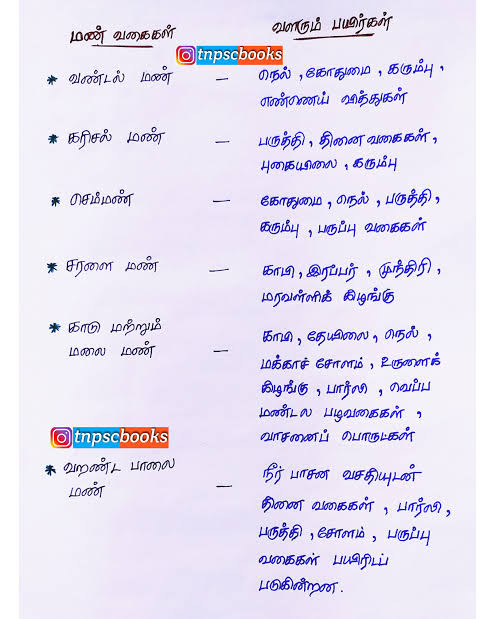 மண் வகைகள் வளரும் பயிர்கள்
tnpscbooks
* வண்டல் மண் — நெல், கோதுமை, கரும்பு,
எண்ணெய் வித்துகள்
* கரிசல் மண் — பருத்தி, தினை வகைகள்,
புகையிலை, கரும்பு
* செம்மண் — கோதுமை, நெல், பருத்தி,
கரும்பு, பருப்பு வகைகள்
* சரளை மண் — காபி, இரப்பர், முந்திரி,
மரவள்ளிக் கிழங்கு
* காடு மற்றும்
மலை மண் — காபி, தேயிலை, நெல்,
மக்காச் சோளம், உருளைக்
கிழங்கு, பார்லி, வெப்ப
மண்டல பழவகைகள்,
வாசனைப் பொருட்கள்
tnpscbooks
* வறண்ட பாலை
மண் — நீர் பாசன வசதியுடன்
தினை வகைகள், பார்லி,
பருத்தி, சோளம், பருப்பு
வகைகள் பயிரிடப்
படுகின்றன.